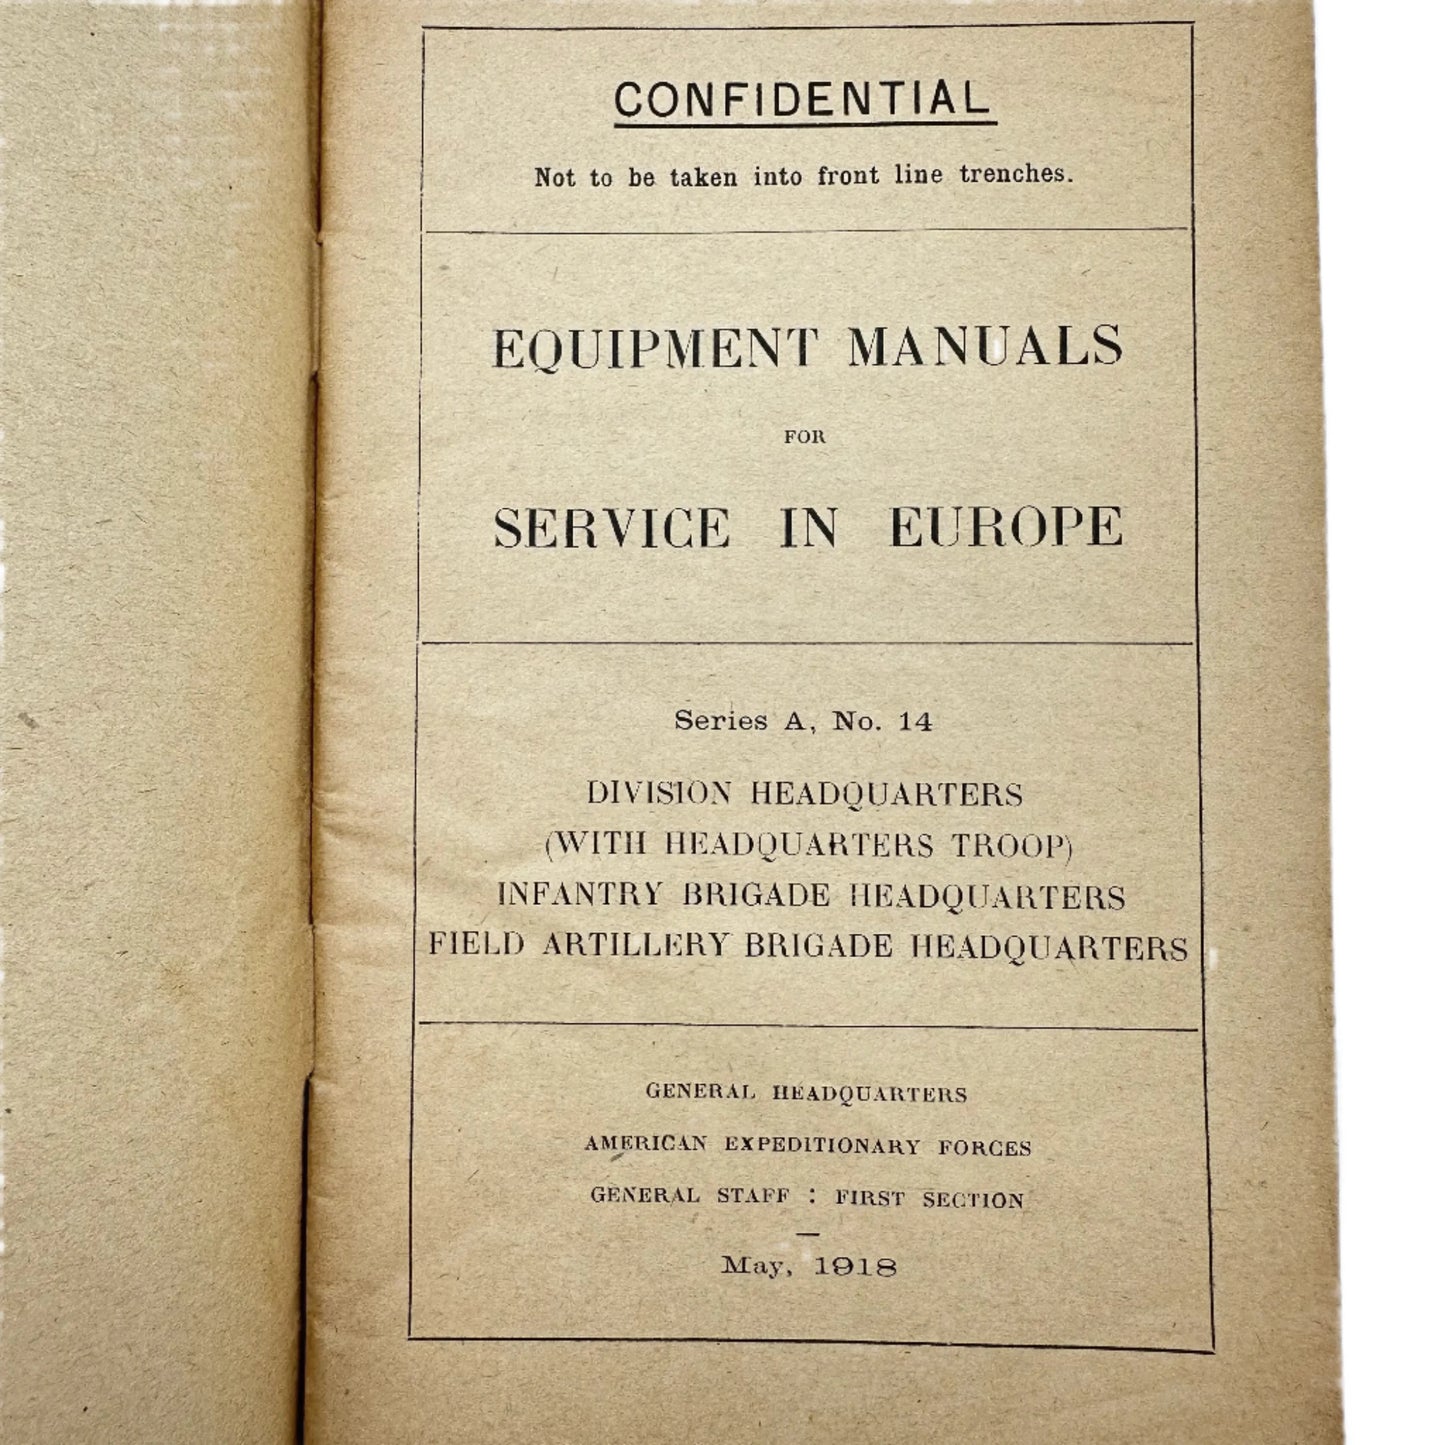 CONFIDENTIAL
Not to be taken into front line trenches.
EQUIPMENT MANUALS
FOR
SERVICE IN EUROPE
Series A, No. 14
DIVISION HEADQUARTERS
(WITH HEADQUARTERS TROOP)
INFANTRY BRIGADE HEADQUARTERS
FIELD ARTILLERY BRIGADE HEADQUARTERS
GENERAL HEADQUARTERS
AMERICAN EXPEDITIONARY FORCES
GENERAL STAFF : FIRST SECTION
—
May, 1918